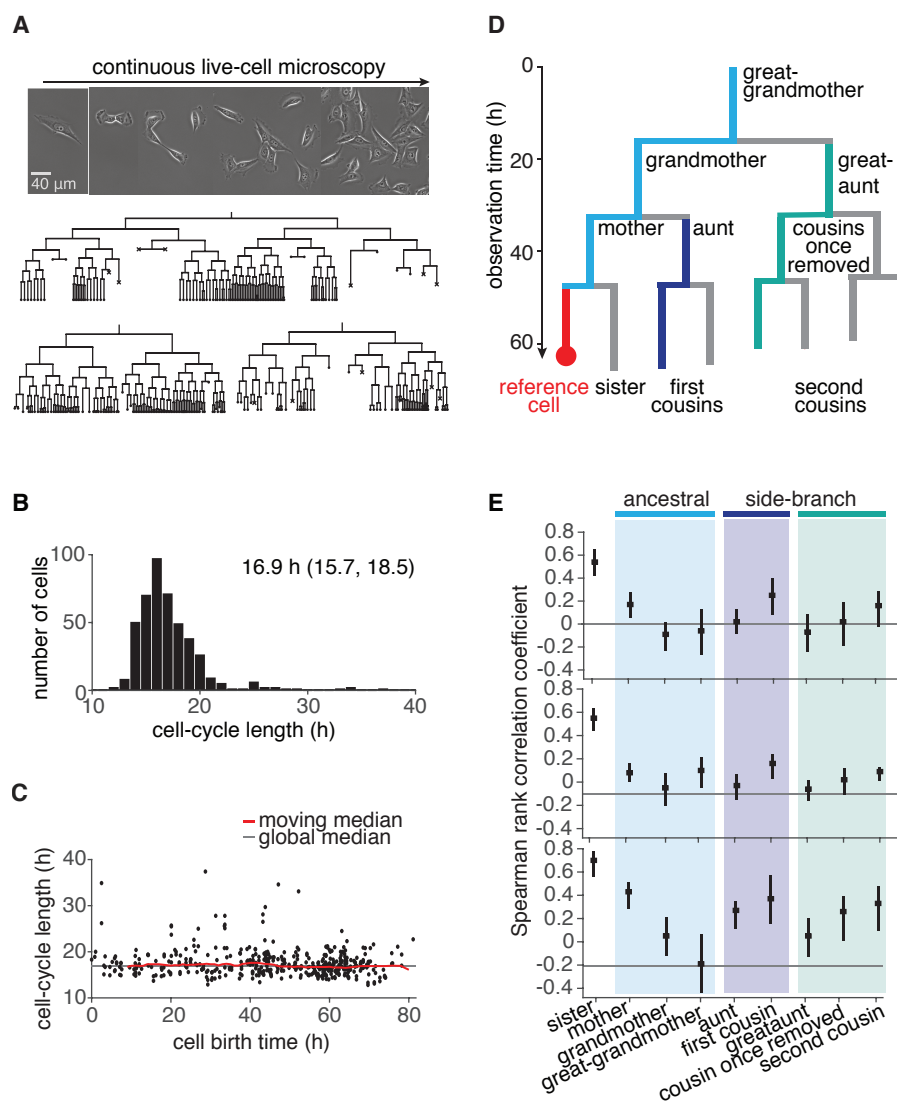 A
continuous live-cell microscopy
40 µm
B
100
50
0
number of cells
16.9 h (15.7, 18.5)
10 20 30 40
cell-cycle length (h)
C
moving median
global median
40
30
20
10
cell-cycle length (h)
0 20 40 60 80
cell birth time (h)
D
0
20
40
60
observation time (h)
great-
grandmother
grandmother
great-
aunt
mother
aunt
cousins
once
removed
reference
cell
sister
first
cousins
second
cousins
E
ancestral side-branch
Spearman rank correlation coefficient
0.8
0.6
0.4
0.2
0
-0.2
-0.4
0.8
0.6
0.4
0.2
0
-0.2
-0.4
0.8
0.6
0.4
0.2
0
-0.2
-0.4
sister
mother
grandmother
great-grandmother
aunt
first cousin
greataunt
cousin once removed
second cousin